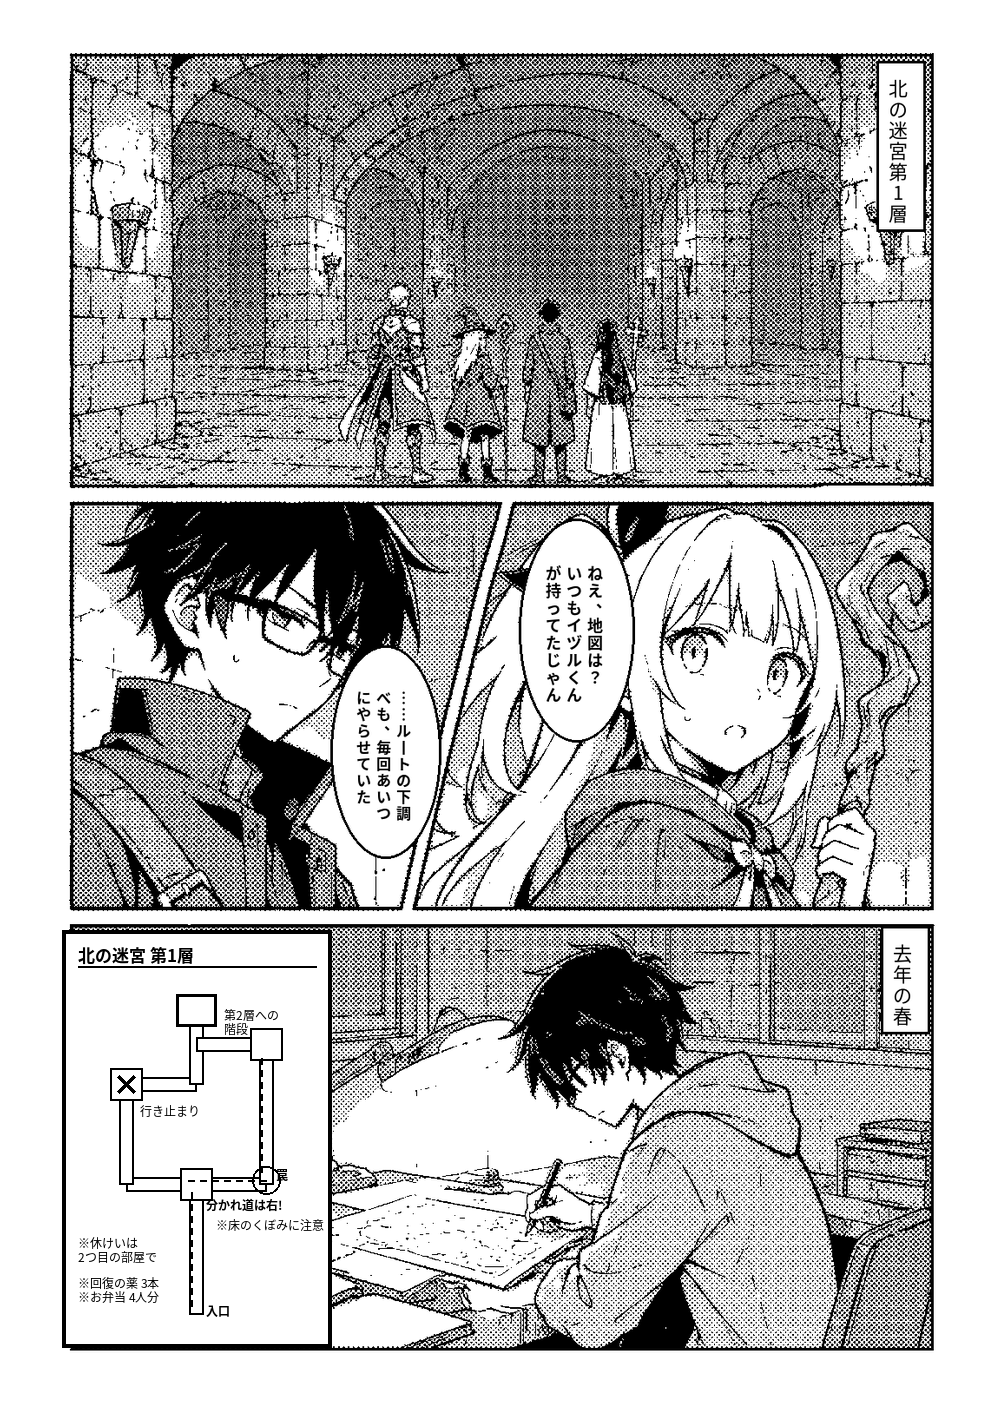 北の迷宮第1層
ねえ、地図は?
いつもイヅルくん
が持ってたじゃん
……ルートの下調
べも、毎回あいつ
にやらせていた
去年の春
北の迷宮 第1層
第2層への
階段
行き止まり
罠
分かれ道は右!
※床のくぼみに注意
※休けいは
2つ目の部屋で
※回復の薬 3本
※お弁当 4人分
入口